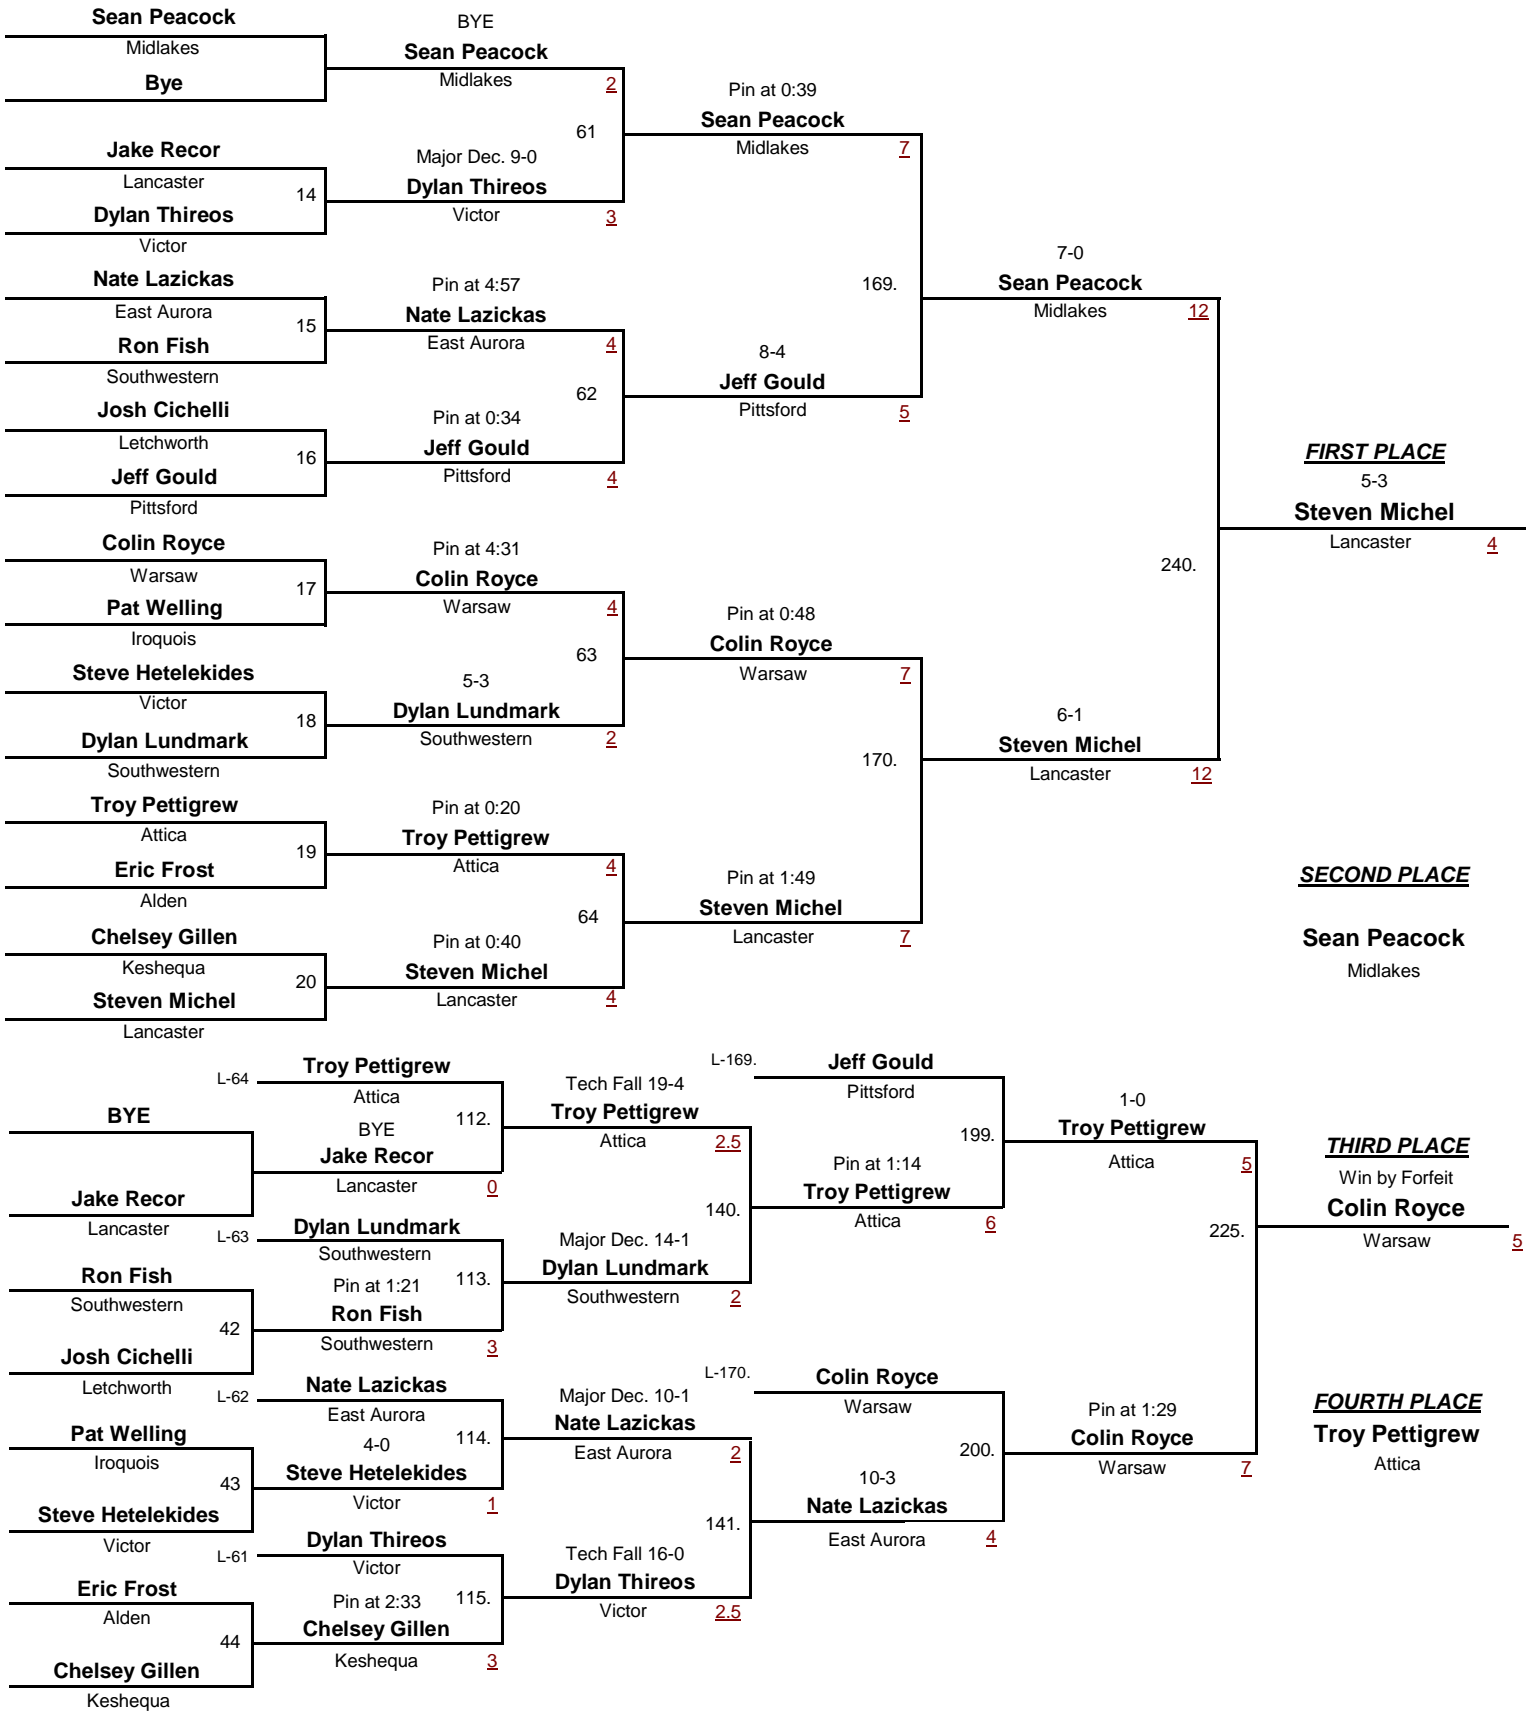 Sean Peacock
Midlakes
Bye
Jake Recor
Lancaster
14
Dylan Thireos
Victor
Nate Lazickas
East Aurora
15
Ron Fish
Southwestern
Josh Cichelli
Letchworth
16
Jeff Gould
Pittsford
Colin Royce
Warsaw
17
Pat Welling
Iroquois
Steve Hetelekides
Victor
18
Dylan Lundmark
Southwestern
Troy Pettigrew
Attica
19
Eric Frost
Alden
Chelsey Gillen
Keshequa
20
Steven Michel
Lancaster
BYE
Sean Peacock
Midlakes
2
61
Major Dec. 9-0
Dylan Thireos
Victor
3
Pin at 4:57
Nate Lazickas
East Aurora
4
62
Pin at 0:34
Jeff Gould
Pittsford
4
Pin at 4:31
Colin Royce
Warsaw
4
63
5-3
Dylan Lundmark
Southwestern
2
Pin at 0:20
Troy Pettigrew
Attica
4
64
Pin at 0:40
Steven Michel
Lancaster
4
Pin at 0:39
Sean Peacock
Midlakes
7
169.
8-4
Jeff Gould
Pittsford
5
Pin at 0:48
Colin Royce
Warsaw
7
170.
Pin at 1:49
Steven Michel
Lancaster
7
7-0
Sean Peacock
Midlakes
12
240.
6-1
Steven Michel
Lancaster
12
FIRST PLACE
5-3
Steven Michel
Lancaster
4
SECOND PLACE
Sean Peacock
Midlakes
BYE
Jake Recor
Lancaster
Ron Fish
Southwestern
42
Josh Cichelli
Letchworth
Pat Welling
Iroquois
43
Steve Hetelekides
Victor
Eric Frost
Alden
44
Chelsey Gillen
Keshequa
L-64
Troy Pettigrew
Attica
112.
BYE
Jake Recor
Lancaster
0
L-63
Dylan Lundmark
Southwestern
113.
Pin at 1:21
Ron Fish
Southwestern
3
L-62
Nate Lazickas
East Aurora
114.
4-0
Steve Hetelekides
Victor
1
L-61
Dylan Thireos
Victor
115.
Pin at 2:33
Chelsey Gillen
Keshequa
3
Tech Fall 19-4
Troy Pettigrew
Attica
2.5
140.
Major Dec. 14-1
Dylan Lundmark
Southwestern
2
Major Dec. 10-1
Nate Lazickas
East Aurora
2
141.
Tech Fall 16-0
Dylan Thireos
Victor
2.5
L-169.
Jeff Gould
Pittsford
199.
Pin at 1:14
Troy Pettigrew
Attica
6
L-170.
Colin Royce
Warsaw
200.
10-3
Nate Lazickas
East Aurora
4
1-0
Troy Pettigrew
Attica
5
225.
Pin at 1:29
Colin Royce
Warsaw
7
THIRD PLACE
Win by Forfeit
Colin Royce
Warsaw
5
FOURTH PLACE
Troy Pettigrew
Attica